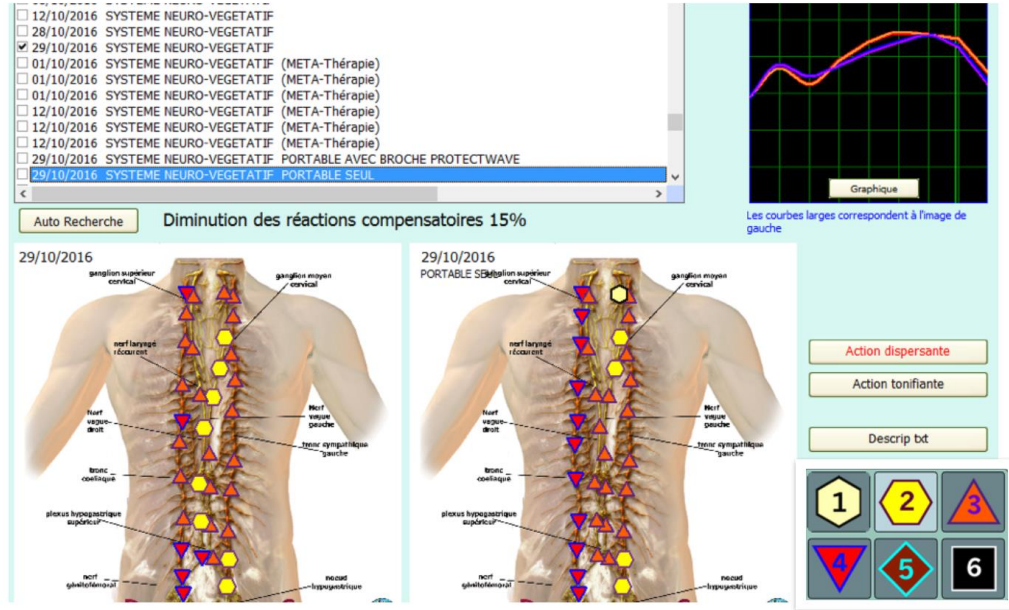 12/10/2016 SYSTEME NEURO-VEGETATIF
28/10/2016 SYSTEME NEURO-VEGETATIF
29/10/2016 SYSTEME NEURO-VEGETATIF
01/10/2016 SYSTEME NEURO-VEGETATIF (META-Thérapie)
01/10/2016 SYSTEME NEURO-VEGETATIF (META-Thérapie)
01/10/2016 SYSTEME NEURO-VEGETATIF (META-Thérapie)
12/10/2016 SYSTEME NEURO-VEGETATIF (META-Thérapie)
12/10/2016 SYSTEME NEURO-VEGETATIF (META-Thérapie)
12/10/2016 SYSTEME NEURO-VEGETATIF (META-Thérapie)
29/10/2016 SYSTEME NEURO-VEGETATIF PORTABLE AVEC BROCHE PROTECTWAVE
29/10/2016 SYSTEME NEURO-VEGETATIF PORTABLE SEUL
Graphique
Les courbes larges correspondent à l'image de
gauche
Auto Recherche
Diminution des réactions compensatoires 15%
29/10/2016
ganglion supérieur
cervical
ganglion moyen
cervical
nerf laryngé
récourent
Nerf
vague
droit
Nerf
vague
gauche
tronc sympathique
gauche
tronc
coeliaque
plexus hypogastrique
supérieur
nerf
génitofémoral
noeud
hypogastrique
29/10/2016
PORTABLE
ganglion supérieur
cervical
ganglion moyen
cervical
nerf laryngé
récourent
Nerf
vague
droit
Nerf
vague
gauche
tronc sympathique
gauche
tronc
coeliaque
plexus hypogastrique
supérieur
nerf
génitofémoral
noeud
hypogastrique
Action dispersante
Action tonifiante
Descrip txt
1 2 3
4 5 6